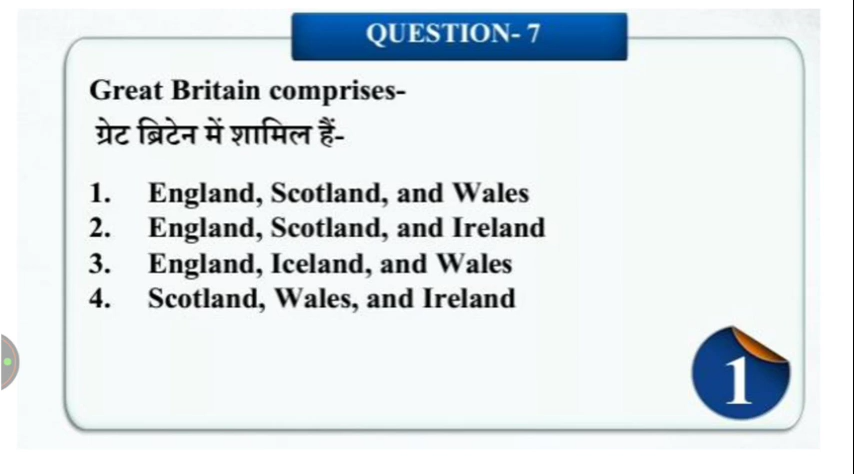 QUESTION- 7
Great Britain comprises-
ग्रेट ब्रिटेन में शामिल हैं-
1. England, Scotland, and Wales
2. England, Scotland, and Ireland
3. England, Iceland, and Wales
4. Scotland, Wales, and Ireland
1